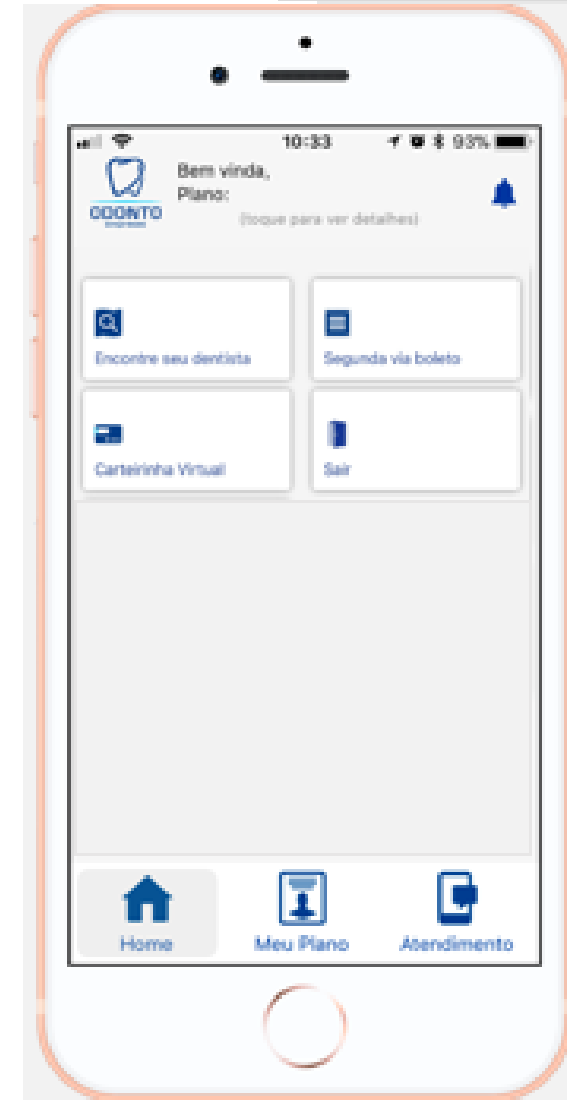 10:33 93%
Bem vinda,
Plano:
ODONTO
empresas
(toque para ver detalhes)
Encontre seu dentista
Segunda via boleto
Carteirinha Virtual
Sair
Home
Meu Plano
Atendimento